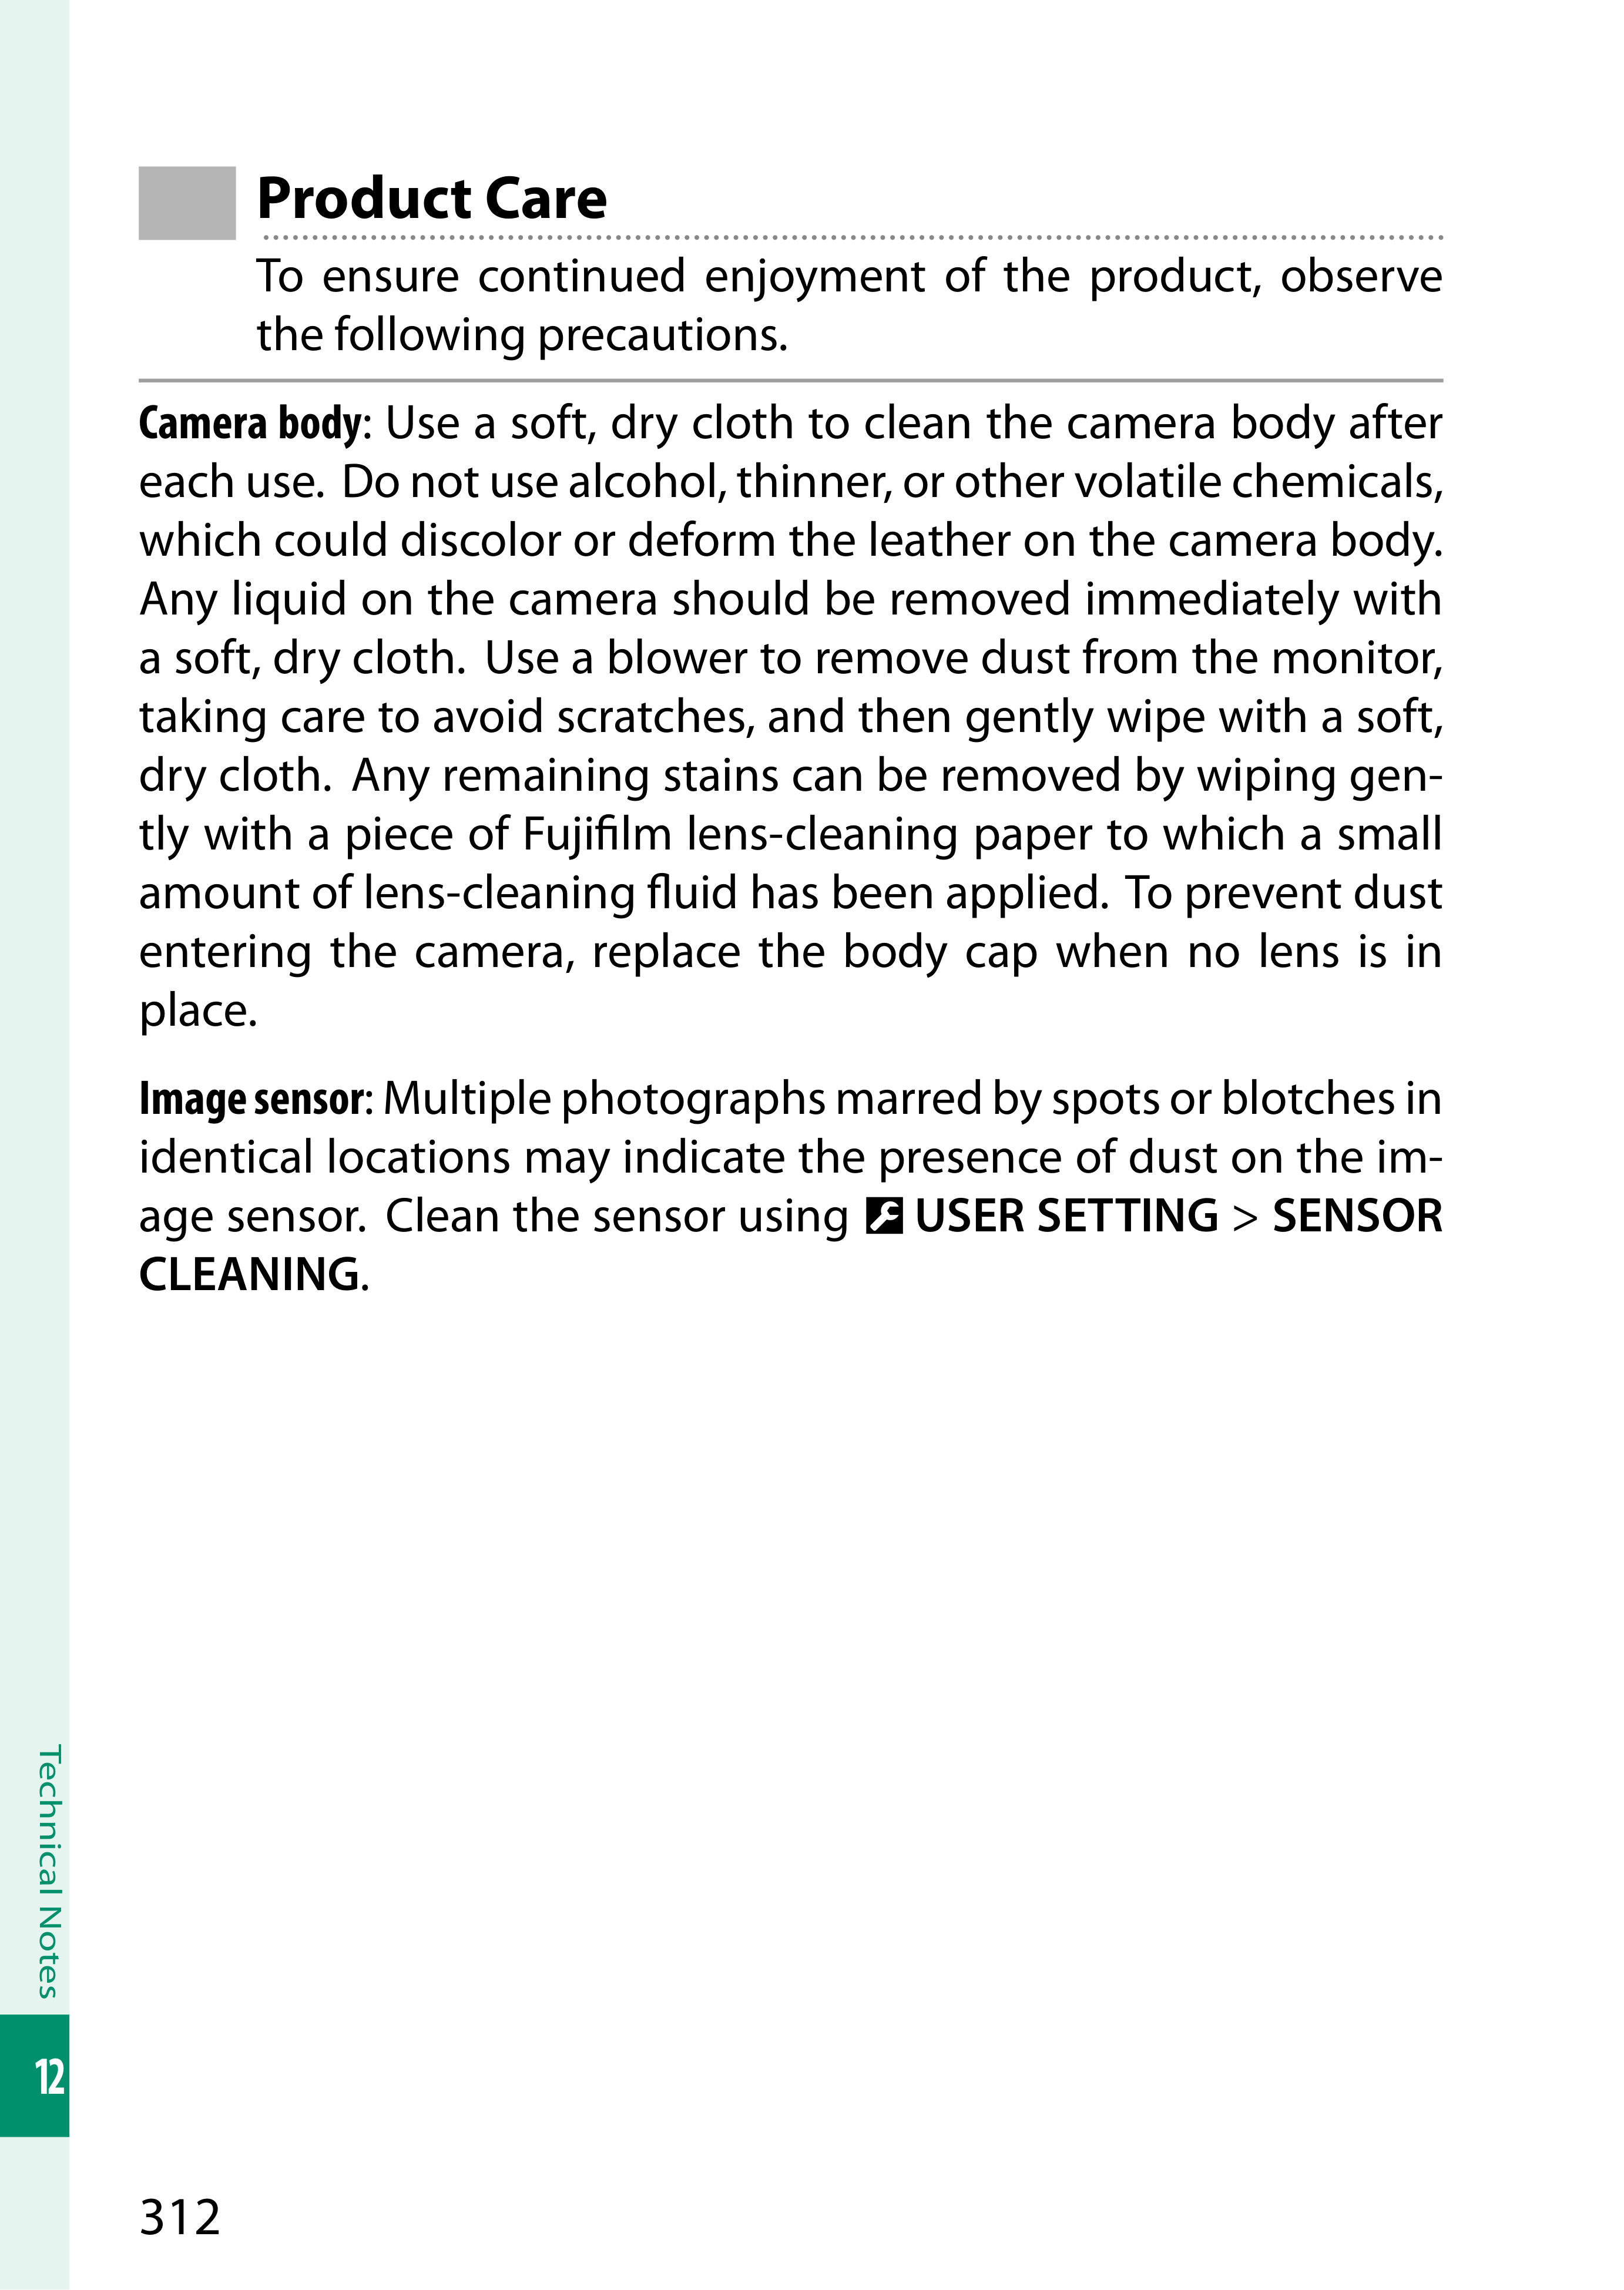 Product Care
To ensure continued enjoyment of the product, observe
the following precautions.
Camera body: Use a soft, dry cloth to clean the camera body after
each use. Do not use alcohol, thinner, or other volatile chemicals,
which could discolor or deform the leather on the camera body.
Any liquid on the camera should be removed immediately with
a soft, dry cloth. Use a blower to remove dust from the monitor,
taking care to avoid scratches, and then gently wipe with a soft,
dry cloth. Any remaining stains can be removed by wiping gen-
tly with a piece of Fujifilm lens-cleaning paper to which a small
amount of lens-cleaning fluid has been applied. To prevent dust
entering the camera, replace the body cap when no lens is in
place.
Image sensor: Multiple photographs marred by spots or blotches in
identical locations may indicate the presence of dust on the im-
age sensor. Clean the sensor using USER SETTING > SENSOR
CLEANING.
Technical Notes
12
312